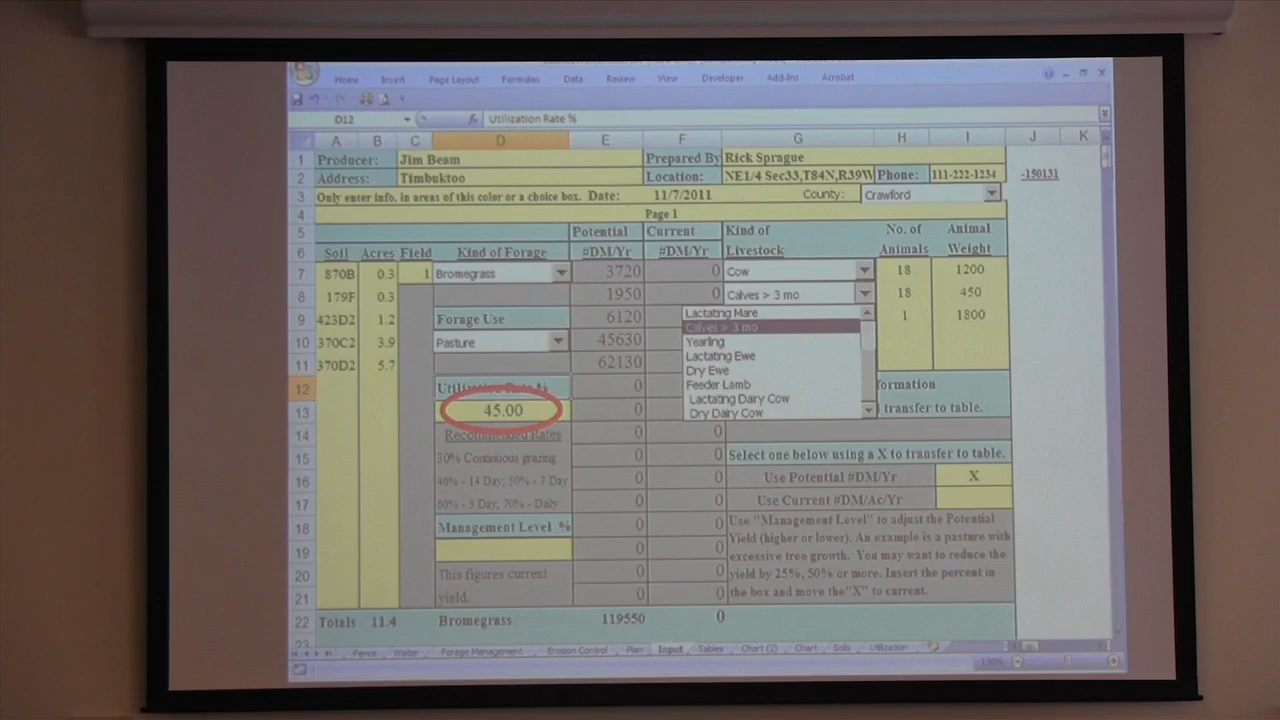 Home Insert Page Layout Formulas Data Review View Developer Add-Ins Acrobat
D12 fx Utilization Rate %
A B C D E F G H I J K
1 Producer: Jim Beam Prepared By Rick Sprague
2 Address: Timbuktoo Location: NE1/4 Sec33,T84N,R39W Phone: 111-222-1234 -150131
3 Only enter info. in areas of this color or a choice box. Date: 11/7/2011 County: Crawford
4 Page 1
5 Potential Current Kind of No. of Animal
6 Soil Acres Field Kind of Forage #DM/Yr #DM/Yr Livestock Animals Weight
7 870B 0.3 1 Bromegrass 3720 0 Cow 18 1200
8 179F 0.3 1950 0 Calves > 3 mo 18 450
9 423D2 1.2 Forage Use 6120 Lactatng Mare 1 1800
Calves > 3 mo
10 370C2 3.9 Pasture 45630 Yearling
Lactatng Ewe
11 370D2 5.7 62130 Dry Ewe
12 Utilization Rate % 0 Feeder Lamb formation
Lactating Dairy Cow
13 45.00 0 Dry Dairy Cow transfer to table.
14 Recommended Rates 0 0
15 30% Continuous grazing 0 0 Select one below using a X to transfer to table.
16 40% - 14 Day; 50% - 7 Day 0 0 Use Potential #DM/Yr X
17 60% - 3 Day; 70% - Daily 0 0 Use Current #DM/Ac/Yr
18 Management Level % 0 0 Use "Management Level" to adjust the Potential
19 0 0 Yield (higher or lower). An example is a pasture with
excessive tree growth. You may want to reduce the
20 This figures current 0 0 yield by 25%, 50% or more. Insert the percent in
21 yield. 0 0 the box and move the "X" to current.
22 Totals 11.4 Bromegrass 119550 0
23
Fence Water Forage Management Eroson Control Plan Input Tables Chart (2) Chart Soils Utilization
130%